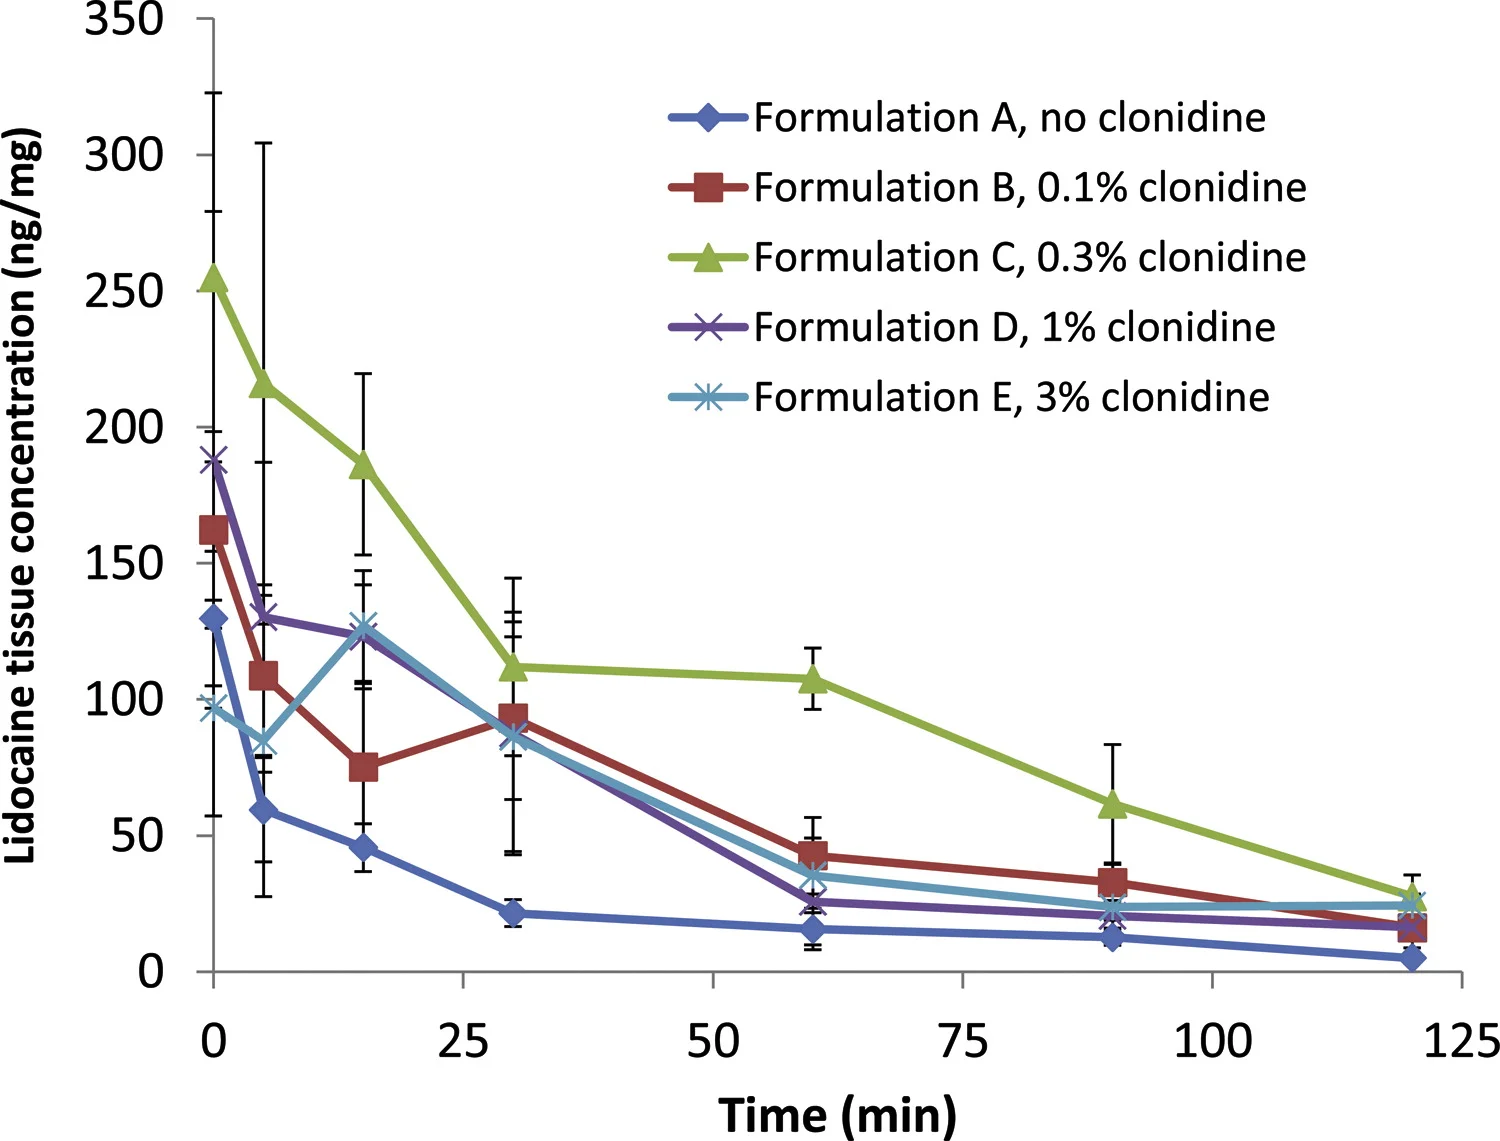 350
300
250
200
150
100
50
0
Lidocaine tissue concentration (ng/mg)
Formulation A, no clonidine
Formulation B, 0.1% clonidine
Formulation C, 0.3% clonidine
Formulation D, 1% clonidine
Formulation E, 3% clonidine
0 25 50 75 100 125
Time (min)